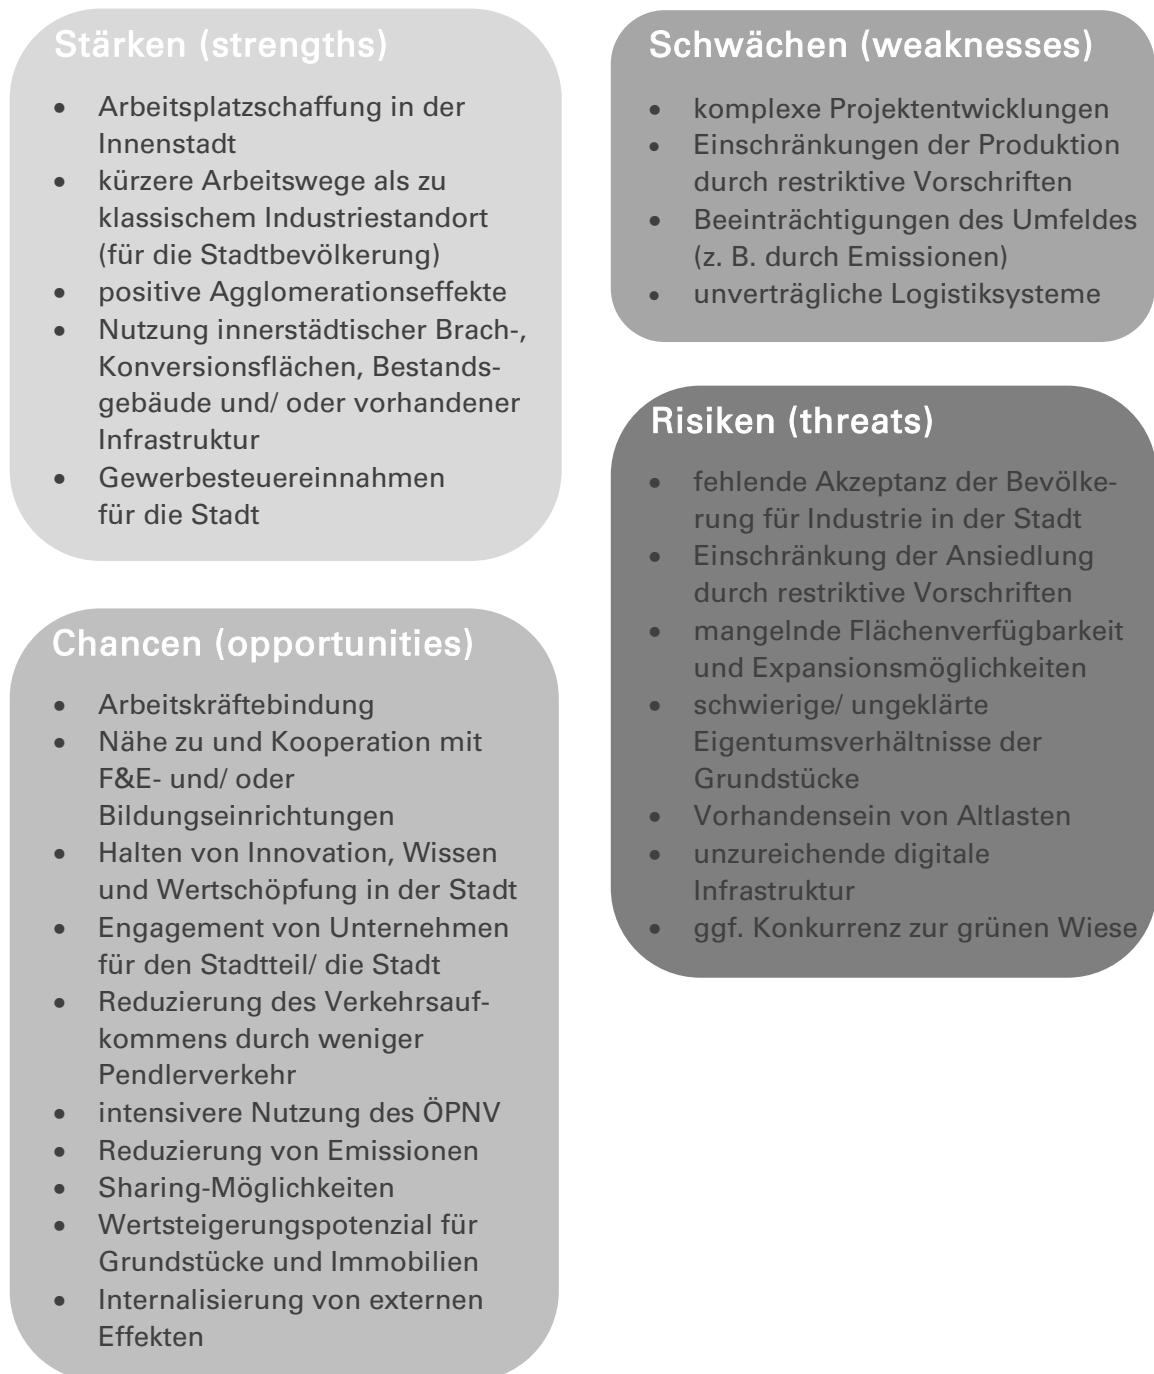 Stärken (strengths)
• Arbeitsplatzschaffung in der
Innenstadt
• kürzere Arbeitswege als zu
klassischem Industriestandort
(für die Stadtbevölkerung)
• positive Agglomerationseffekte
• Nutzung innerstädtischer Brach-,
Konversionsflächen, Bestands-
gebäude und/ oder vorhandener
Infrastruktur
• Gewerbesteuereinnahmen
für die Stadt
Schwächen (weaknesses)
• komplexe Projektentwicklungen
• Einschränkungen der Produktion
durch restriktive Vorschriften
• Beeinträchtigungen des Umfeldes
(z. B. durch Emissionen)
• unverträgliche Logistiksysteme
Chancen (opportunities)
• Arbeitskräftebindung
• Nähe zu und Kooperation mit
F&E- und/ oder
Bildungseinrichtungen
• Halten von Innovation, Wissen
und Wertschöpfung in der Stadt
• Engagement von Unternehmen
für den Stadtteil/ die Stadt
• Reduzierung des Verkehrsauf-
kommens durch weniger
Pendlerverkehr
• intensivere Nutzung des ÖPNV
• Reduzierung von Emissionen
• Sharing-Möglichkeiten
• Wertsteigerungspotenzial für
Grundstücke und Immobilien
• Internalisierung von externen
Effekten
Risiken (threats)
• fehlende Akzeptanz der Bevölke-
rung für Industrie in der Stadt
• Einschränkung der Ansiedlung
durch restriktive Vorschriften
• mangelnde Flächenverfügbarkeit
und Expansionsmöglichkeiten
• schwierige/ ungeklärte
Eigentumsverhältnisse der
Grundstücke
• Vorhandensein von Altlasten
• unzureichende digitale
Infrastruktur
• ggf. Konkurrenz zur grünen Wiese